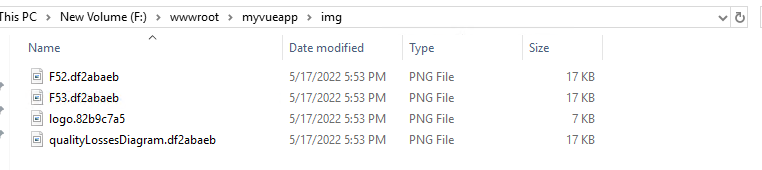 This PC > New Volume (F:) > wwwroot > myvueapp > img
Name Date modified Type Size
F52.df2abaeb 5/17/2022 5:53 PM PNG File 17 KB
F53.df2abaeb 5/17/2022 5:53 PM PNG File 17 KB
logo.82b9c7a5 5/17/2022 5:53 PM PNG File 7 KB
qualityLossesDiagram.df2abaeb 5/17/2022 5:53 PM PNG File 17 KB